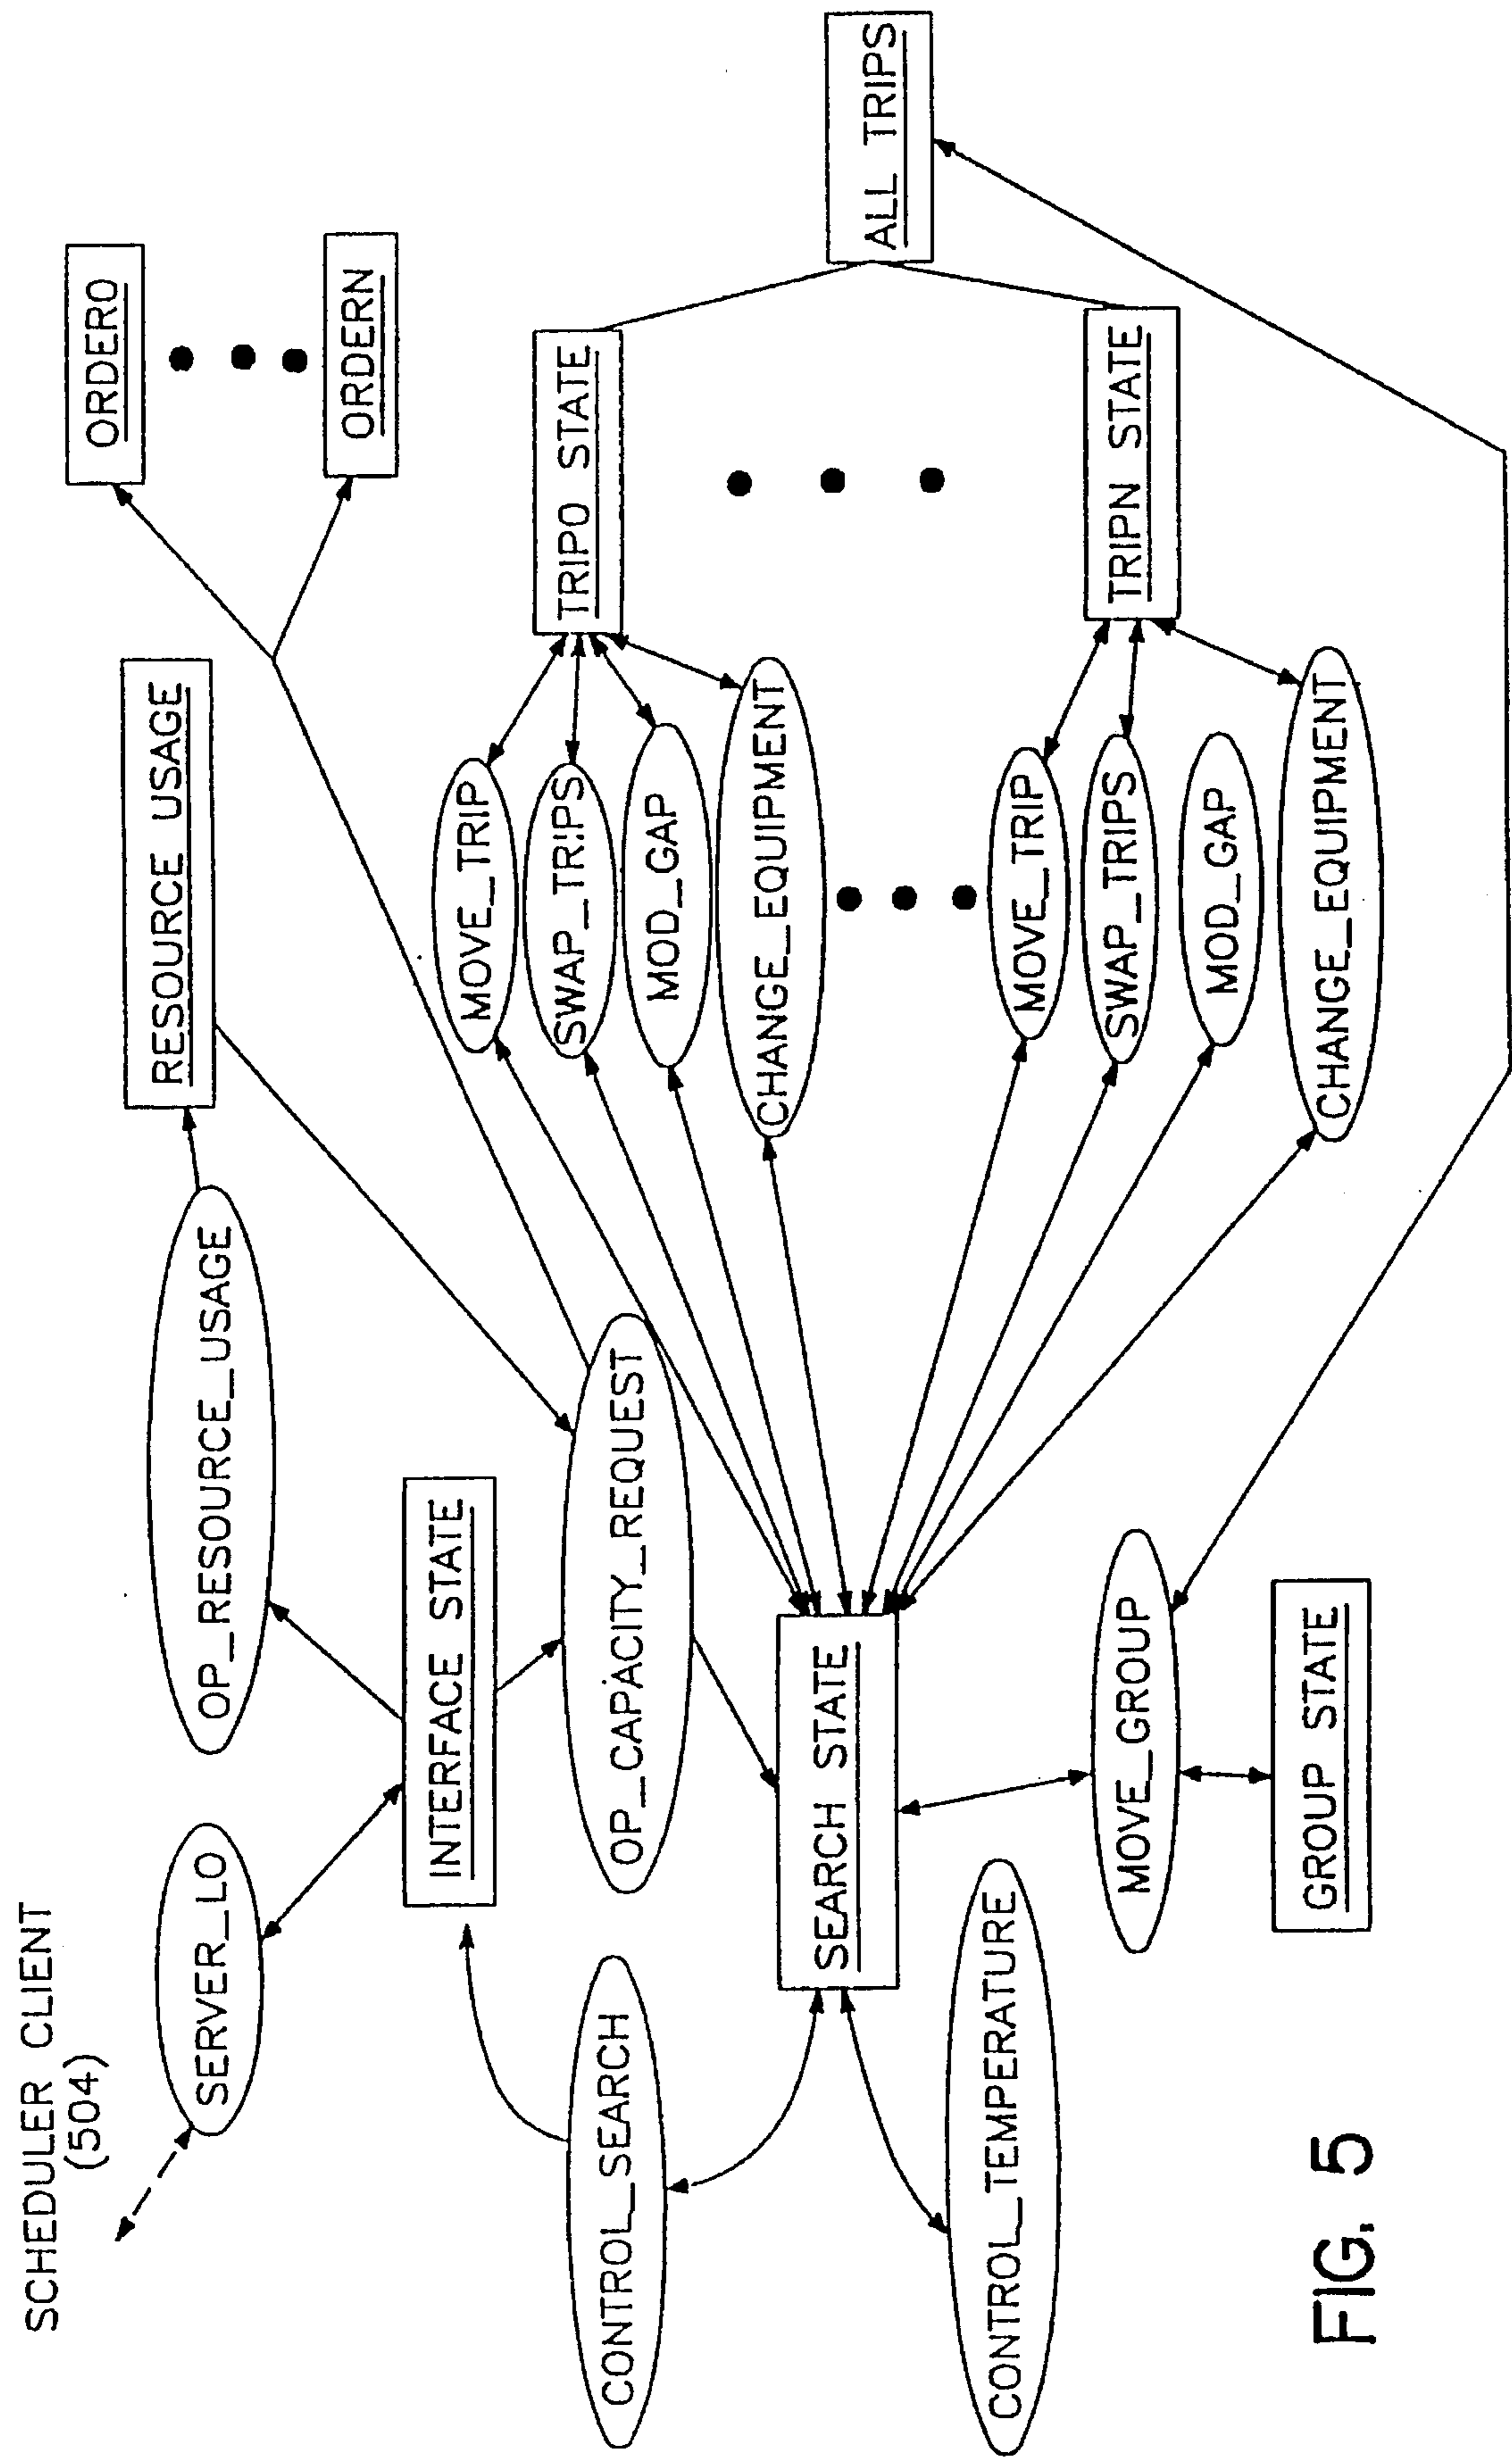 SCHEDULER CLIENT
(504)
SERVER_LO
OP_RESOURCE_USAGE
RESOURCE USAGE
ORDER0
ORDERN
INTERFACE STATE
CONTROL_SEARCH
OP_CAPACITY_REQUEST
MOVE_TRIP
SWAP_TRIPS
MOD_GAP
CHANGE_EQUIPMENT
TRIP0 STATE
SEARCH STATE
ALL TRIPS
CONTROL_TEMPERATURE
MOVE_TRIP
SWAP_TRIPS
MOD_GAP
CHANGE_EQUIPMENT
TRIPN STATE
MOVE_GROUP
GROUP STATE
FIG. 5